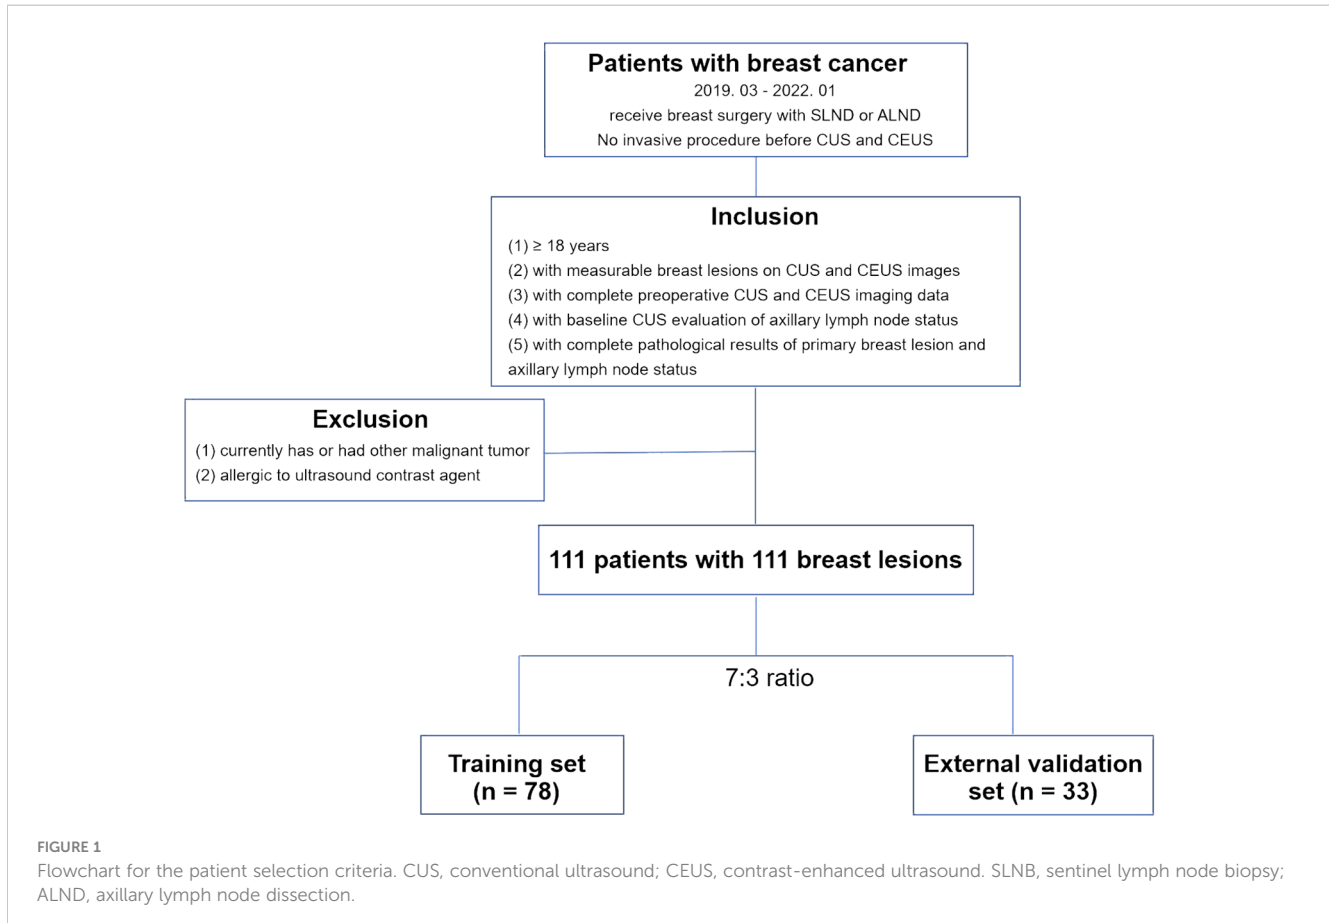 Patients with breast cancer
2019. 03 - 2022. 01
receive breast surgery with SLND or ALND
No invasive procedure before CUS and CEUS
Inclusion
(1) ≥ 18 years
(2) with measurable breast lesions on CUS and CEUS images
(3) with complete preoperative CUS and CEUS imaging data
(4) with baseline CUS evaluation of axillary lymph node status
(5) with complete pathological results of primary breast lesion and
axillary lymph node status
Exclusion
(1) currently has or had other malignant tumor
(2) allergic to ultrasound contrast agent
111 patients with 111 breast lesions
7:3 ratio
Training set
(n = 78)
External validation
set (n = 33)
FIGURE 1
Flowchart for the patient selection criteria. CUS, conventional ultrasound; CEUS, contrast-enhanced ultrasound. SLNB, sentinel lymph node biopsy;
ALND, axillary lymph node dissection.